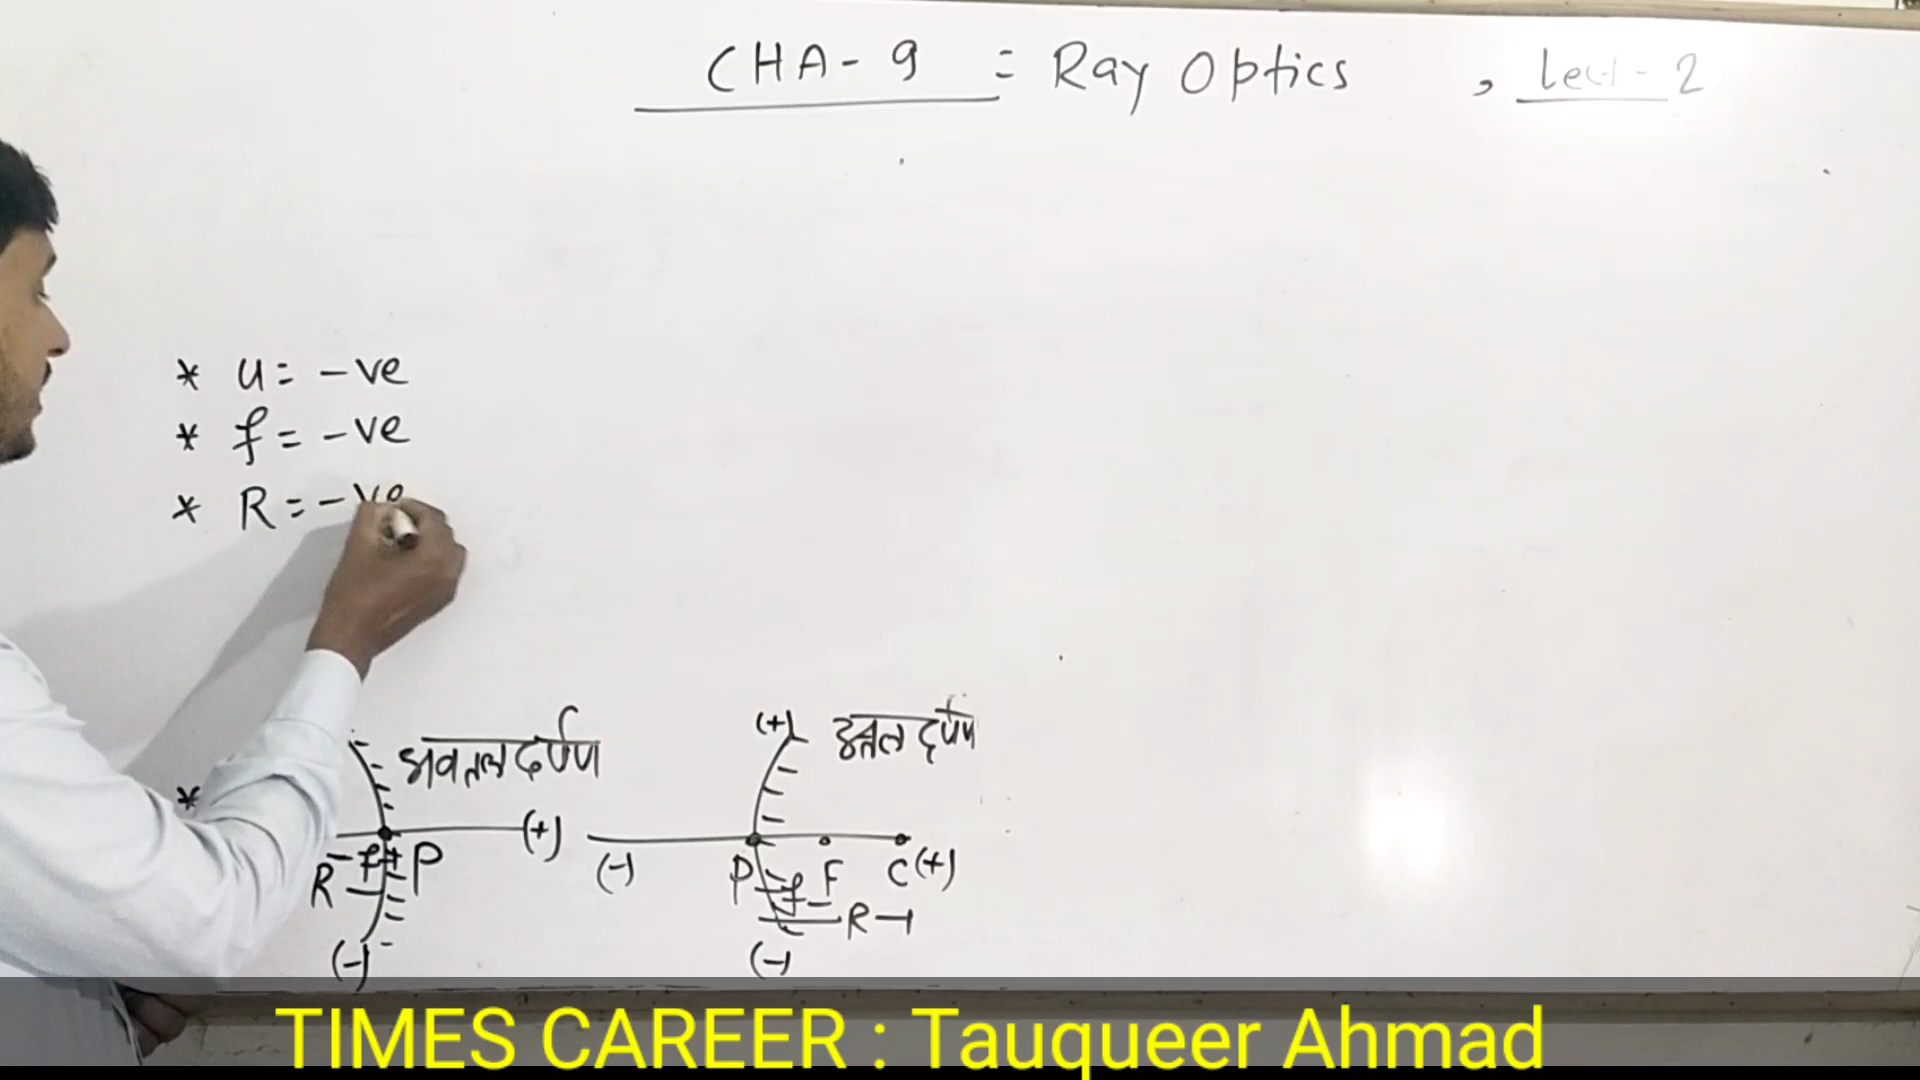 CHA-9 = Ray Optics , Lect-2
* u = -ve
* f = -ve
* R = -ve
*
अवतल दर्पण
(+)
P
f
R
(-)
(+) उत्तल दर्पण
(-) P F C (+)
f
R
(-)
TIMES CAREER : Tauqueer Ahmad